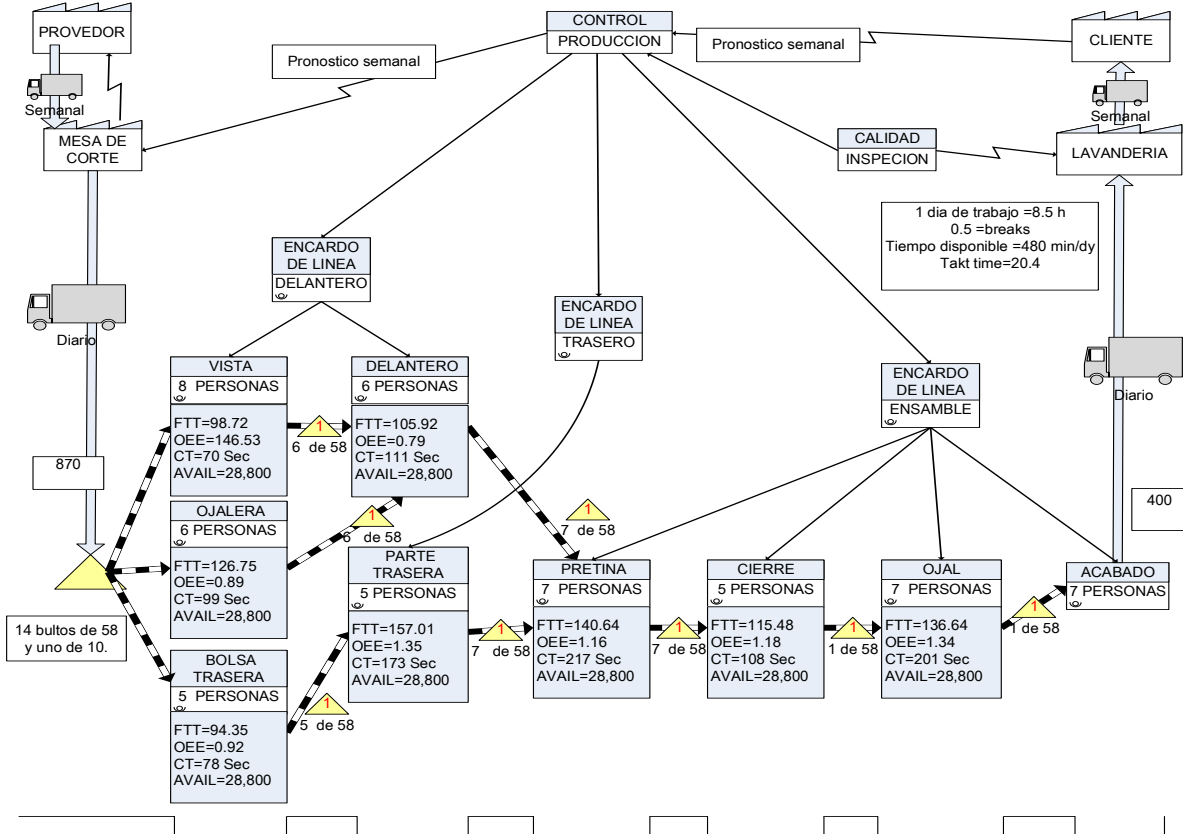 PROVEDOR
CONTROL
PRODUCCION
CLIENTE
Pronostico semanal
Pronostico semanal
Semanal
Semanal
MESA DE
CORTE
CALIDAD
INSPECION
LAVANDERIA
1 dia de trabajo =8.5 h
0.5 =breaks
Tiempo disponible =480 min/dy
Takt time=20.4
ENCARDO
DE LINEA
DELANTERO
ENCARDO
DE LINEA
TRASERO
ENCARDO
DE LINEA
ENSAMBLE
Diario
Diario
870
400
VISTA
8 PERSONAS
FTT=98.72
OEE=146.53
CT=70 Sec
AVAIL=28,800
1
6 de 58
DELANTERO
6 PERSONAS
FTT=105.92
OEE=0.79
CT=111 Sec
AVAIL=28,800
OJALERA
6 PERSONAS
FTT=126.75
OEE=0.89
CT=99 Sec
AVAIL=28,800
1
6 de 58
1
7 de 58
14 bultos de 58
y uno de 10.
BOLSA
TRASERA
5 PERSONAS
FTT=94.35
OEE=0.92
CT=78 Sec
AVAIL=28,800
1
5 de 58
PARTE
TRASERA
5 PERSONAS
FTT=157.01
OEE=1.35
CT=173 Sec
AVAIL=28,800
1
7 de 58
PRETINA
7 PERSONAS
FTT=140.64
OEE=1.16
CT=217 Sec
AVAIL=28,800
1
7 de 58
CIERRE
5 PERSONAS
FTT=115.48
OEE=1.18
CT=108 Sec
AVAIL=28,800
1
1 de 58
OJAL
7 PERSONAS
FTT=136.64
OEE=1.34
CT=201 Sec
AVAIL=28,800
1
1 de 58
ACABADO
7 PERSONAS